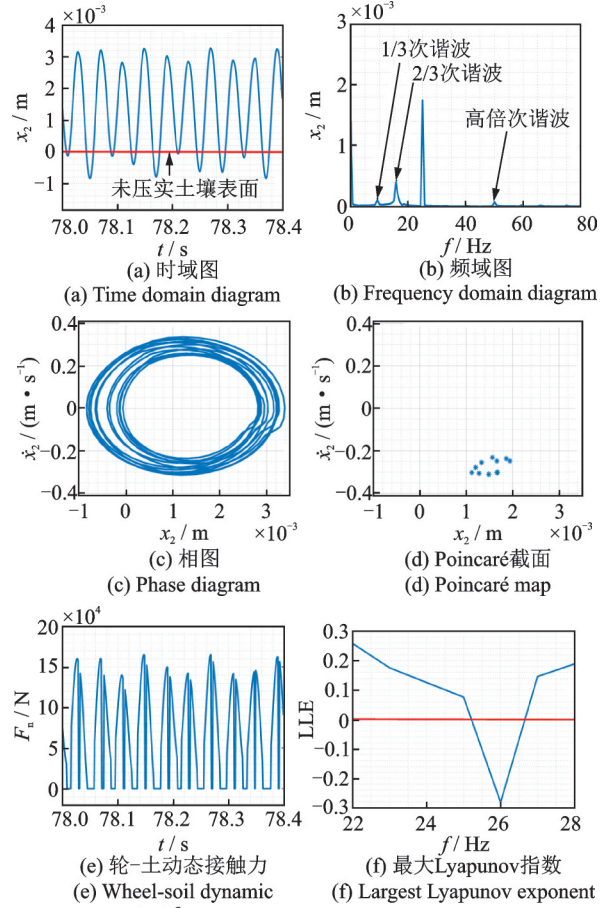 ×10⁻³
4
3
2
1
0
−1
x₂ / m
未压实土壤表面
78.0 78.1 78.2 78.3 78.4
t / s
(a) 时域图
(a) Time domain diagram
×10⁻³
3
2
1
0
x₂ / m
1/3次谐波
2/3次谐波
高倍次谐波
0 20 40 60 80
f / Hz
(b) 频域图
(b) Frequency domain diagram
0.4
0.2
0
−0.2
−0.4
ẋ₂ / (m • s⁻¹)
−1 0 1 2 3
x₂ / m ×10⁻³
(c) 相图
(c) Phase diagram
0.4
0.2
0
−0.2
−0.4
ẋ₂ / (m • s⁻¹)
−1 0 1 2 3
x₂ / m ×10⁻³
(d) Poincaré截面
(d) Poincaré map
×10⁴
20
15
10
5
0
Fₙ / N
78.0 78.1 78.2 78.3 78.4
t / s
(e) 轮−土动态接触力
(e) Wheel-soil dynamic
0.3
0.2
0.1
0
−0.1
−0.2
−0.3
LLE
22 24 26 28
f / Hz
(f) 最大Lyapunov指数
(f) Largest Lyapunov exponent